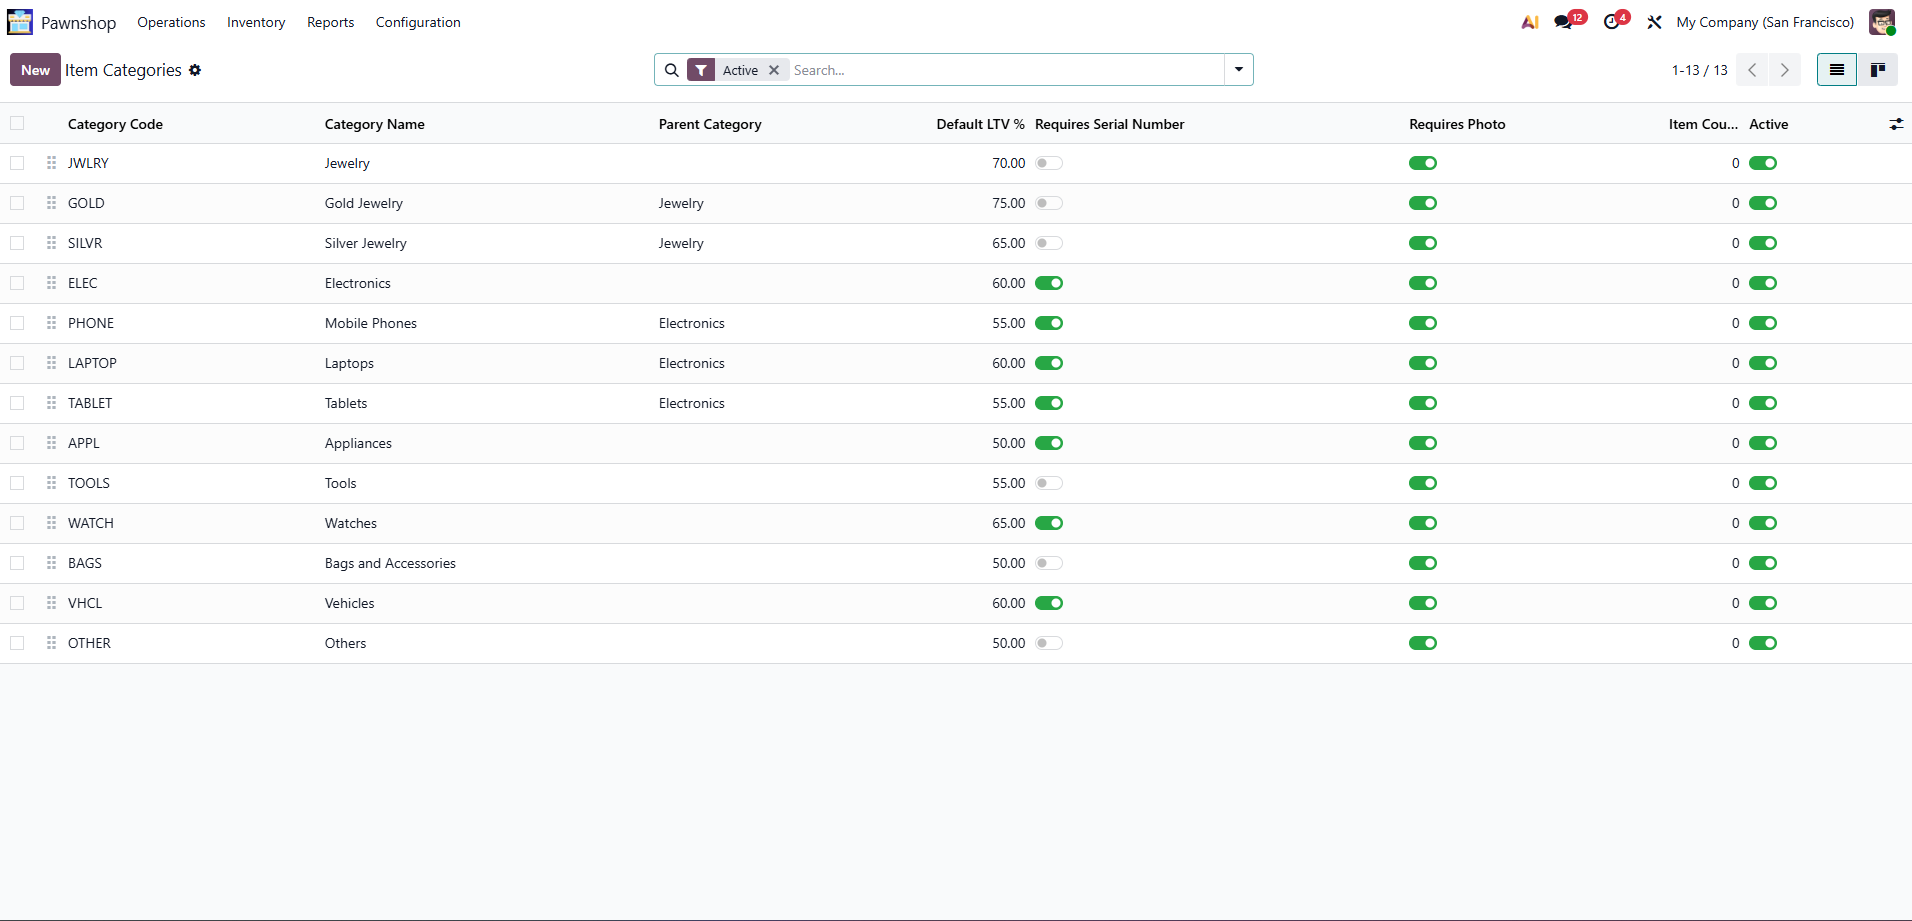 Pawnshop Operations Inventory Reports Configuration AI 12 4 My Company (San Francisco)
New Item Categories Active Search... 1-13 / 13
Category Code Category Name Parent Category Default LTV % Requires Serial Number Requires Photo Item Cou... Active
JWLRY Jewelry 70.00 0
GOLD Gold Jewelry Jewelry 75.00 0
SILVR Silver Jewelry Jewelry 65.00 0
ELEC Electronics 60.00 0
PHONE Mobile Phones Electronics 55.00 0
LAPTOP Laptops Electronics 60.00 0
TABLET Tablets Electronics 55.00 0
APPL Appliances 50.00 0
TOOLS Tools 55.00 0
WATCH Watches 65.00 0
BAGS Bags and Accessories 50.00 0
VHCL Vehicles 60.00 0
OTHER Others 50.00 0